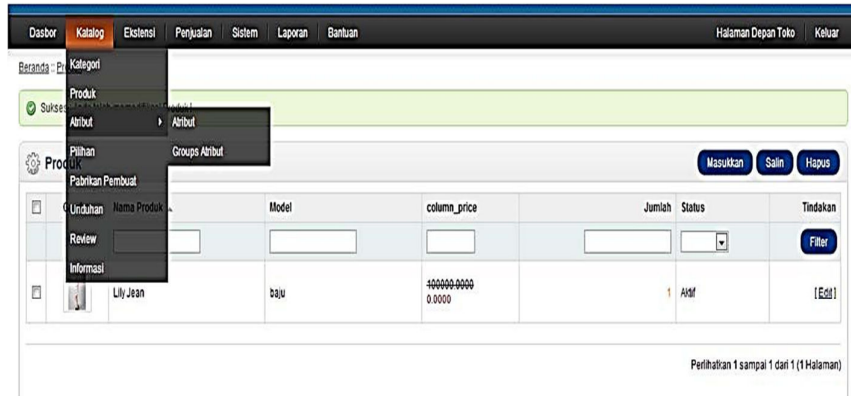 Dasbor Katalog Ekstensi Penjualan Sistem Laporan Bantuan Halaman Depan Toko Keluar
Beranda ::
Kategori
Produk
Sukses
Atribut Atribut
Pilihan Groups Atribut
Produk Masukkan Salin Hapus
Pabrikan Pembuat
Unduhan Nama Produk Model column_price Jumlah Status Tindakan
Review Filter
Informasi
Lily Jean baju 100000.0000 1 Aktif [ Edit ]
0.0000
Perlihatkan 1 sampai 1 dari 1 (1 Halaman)